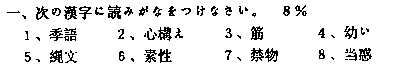 一、次の漢字に読みがなをつけなさい。 8%
1、季語 2、心構え 3、筋 4、幼い
5、縄文 6、素性 7、禁物 8、当惑